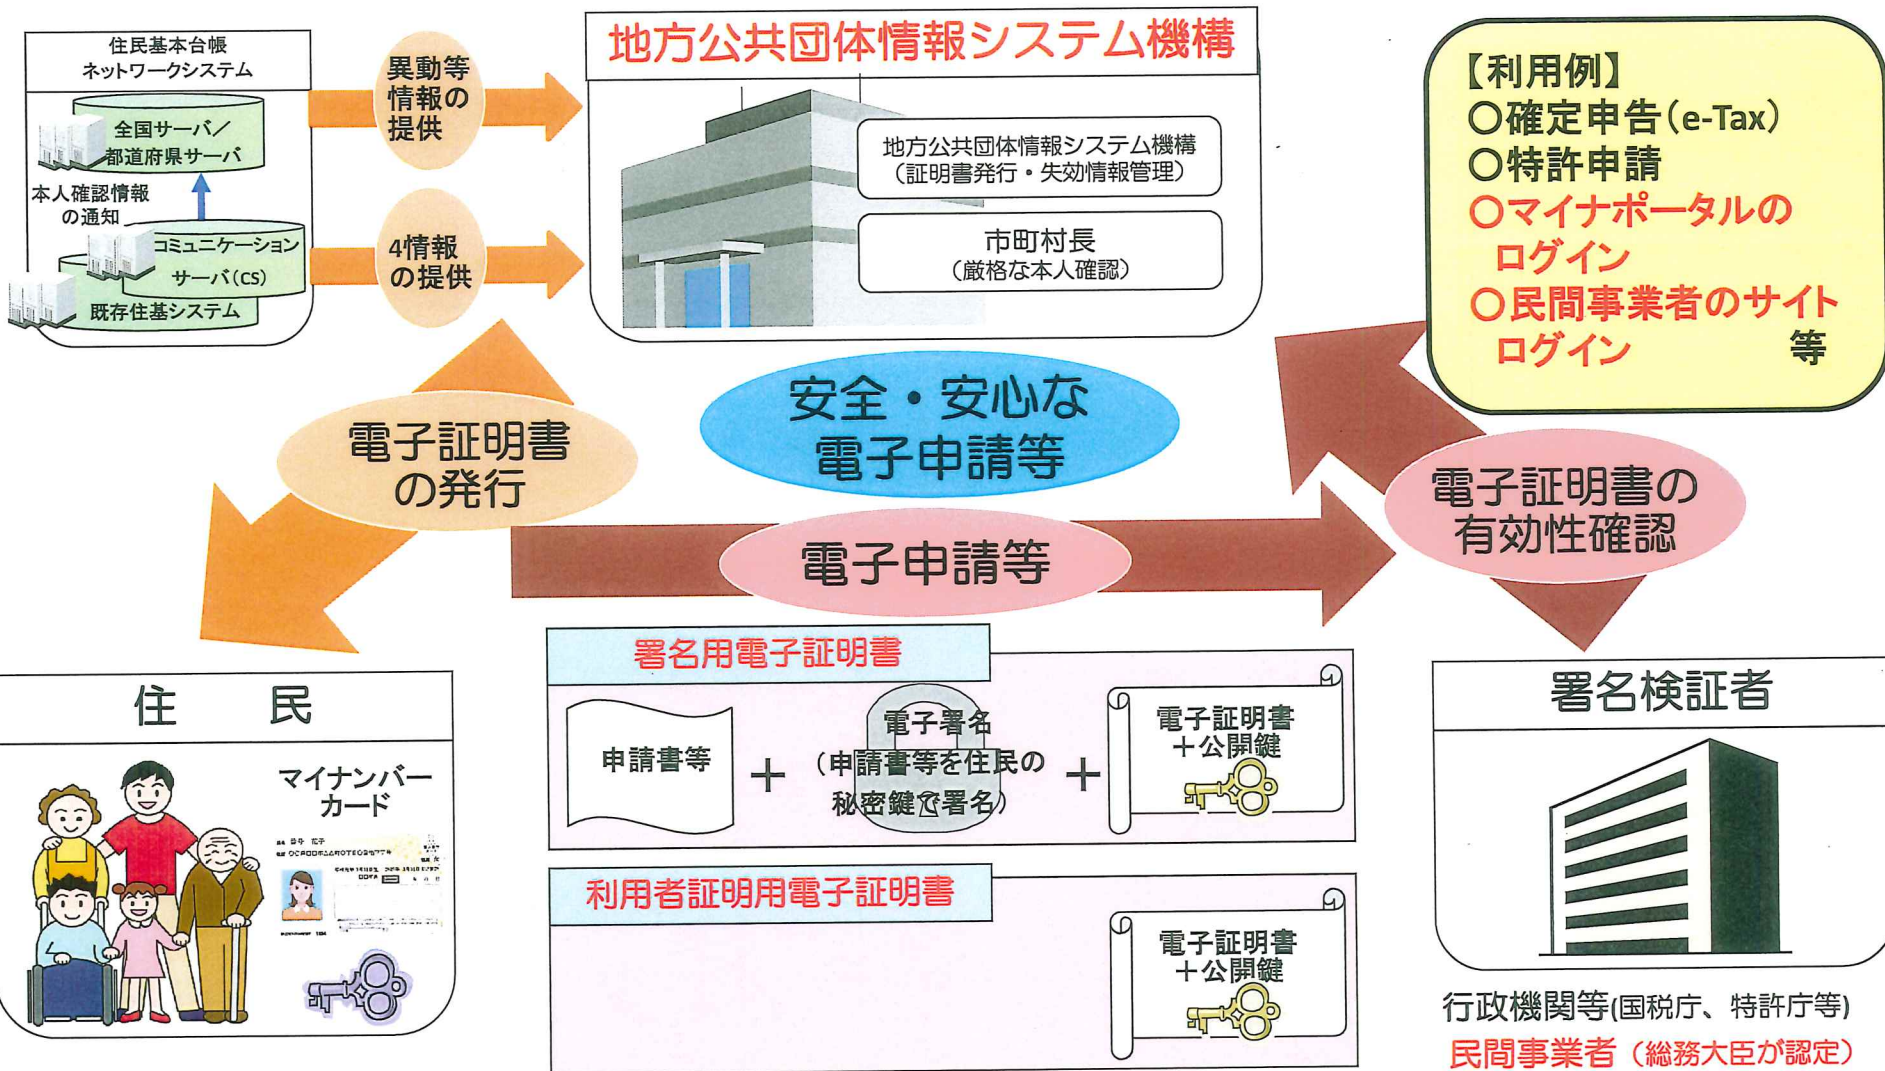 住民基本台帳
ネットワークシステム
全国サーバ／
都道府県サーバ
本人確認情報
の通知
コミュニケーション
サーバ(CS)
既存住基システム
異動等
情報の
提供
4情報
の提供
地方公共団体情報システム機構
地方公共団体情報システム機構
（証明書発行・失効情報管理）
市町村長
（厳格な本人確認）
【利用例】
〇確定申告（e-Tax）
〇特許申請
〇マイナポータルの
ログイン
〇民間事業者のサイト
ログイン 等
安全・安心な
電子申請等
電子証明書
の発行
電子証明書の
有効性確認
電子申請等
住 民
マイナンバー
カード
署名用電子証明書
申請書等
＋
電子署名
（申請書等を住民の
秘密鍵で署名）
＋
電子証明書
＋公開鍵
利用者証明用電子証明書
電子証明書
＋公開鍵
署名検証者
行政機関等(国税庁、特許庁等)
民間事業者（総務大臣が認定）